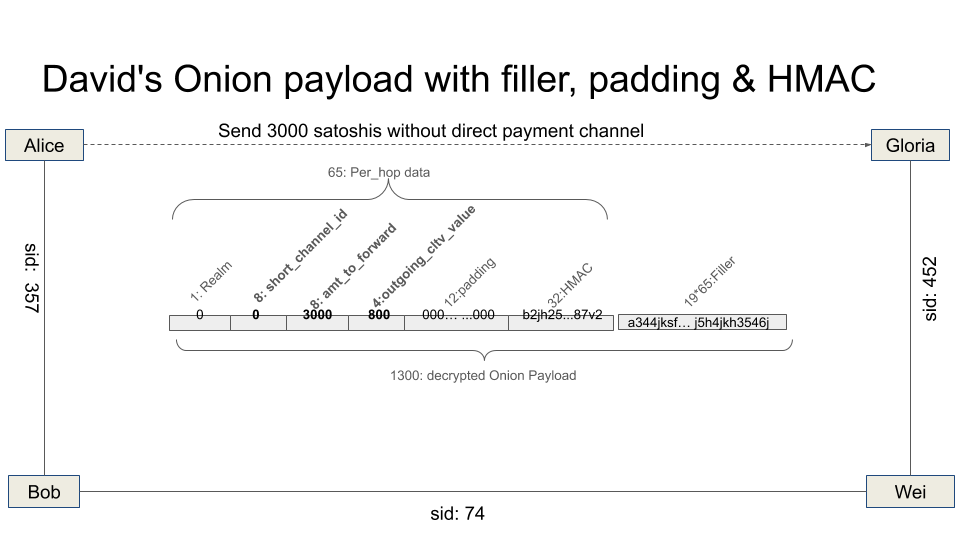 David's Onion payload with filler, padding & HMAC
Send 3000 satoshis without direct payment channel
Alice
Gloria
65: Per_hop data
1: Realm
8: short_channel_id
8: amt_to_forward
4:outgoing_cltv_value
12:padding
32:HMAC
19*65:Filler
0
0
3000
800
000… ...000
b2jh25...87v2
a344jksf… j5h4jkh3546j
1300: decrypted Onion Payload
sid: 357
sid: 452
Bob
Wei
sid: 74